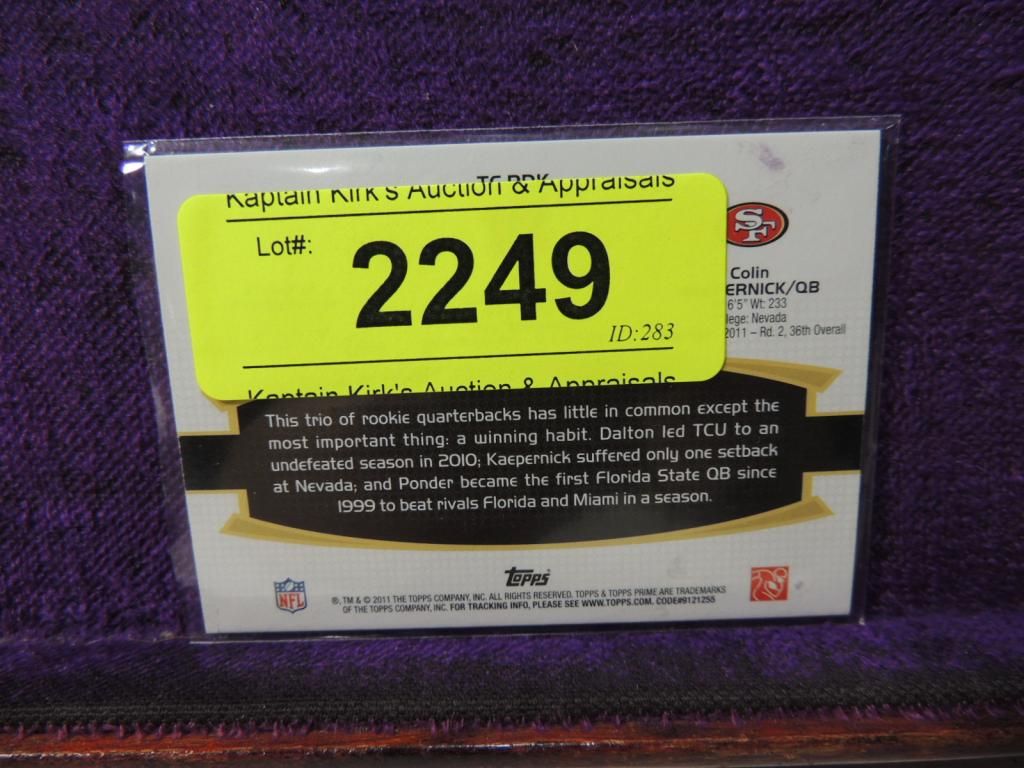 Kaptain Kirk's Auction & Appraisals
Lot#:
2249
ID:283
Kaptain Kirk's Auction & Appraisals
SF
Colin
ERNICK/QB
6'5" Wt: 233
lege: Nevada
2011 – Rd. 2, 36th Overall
This trio of rookie quarterbacks has little in common except the
most important thing: a winning habit. Dalton led TCU to an
undefeated season in 2010; Kaepernick suffered only one setback
at Nevada; and Ponder became the first Florida State QB since
1999 to beat rivals Florida and Miami in a season.
NFL
topps
®, TM & © 2011 THE TOPPS COMPANY, INC. ALL RIGHTS RESERVED. TOPPS & TOPPS PRIME ARE TRADEMARKS
OF THE TOPPS COMPANY, INC. FOR TRACKING INFO, PLEASE SEE WWW.TOPPS.COM. CODE#9121255